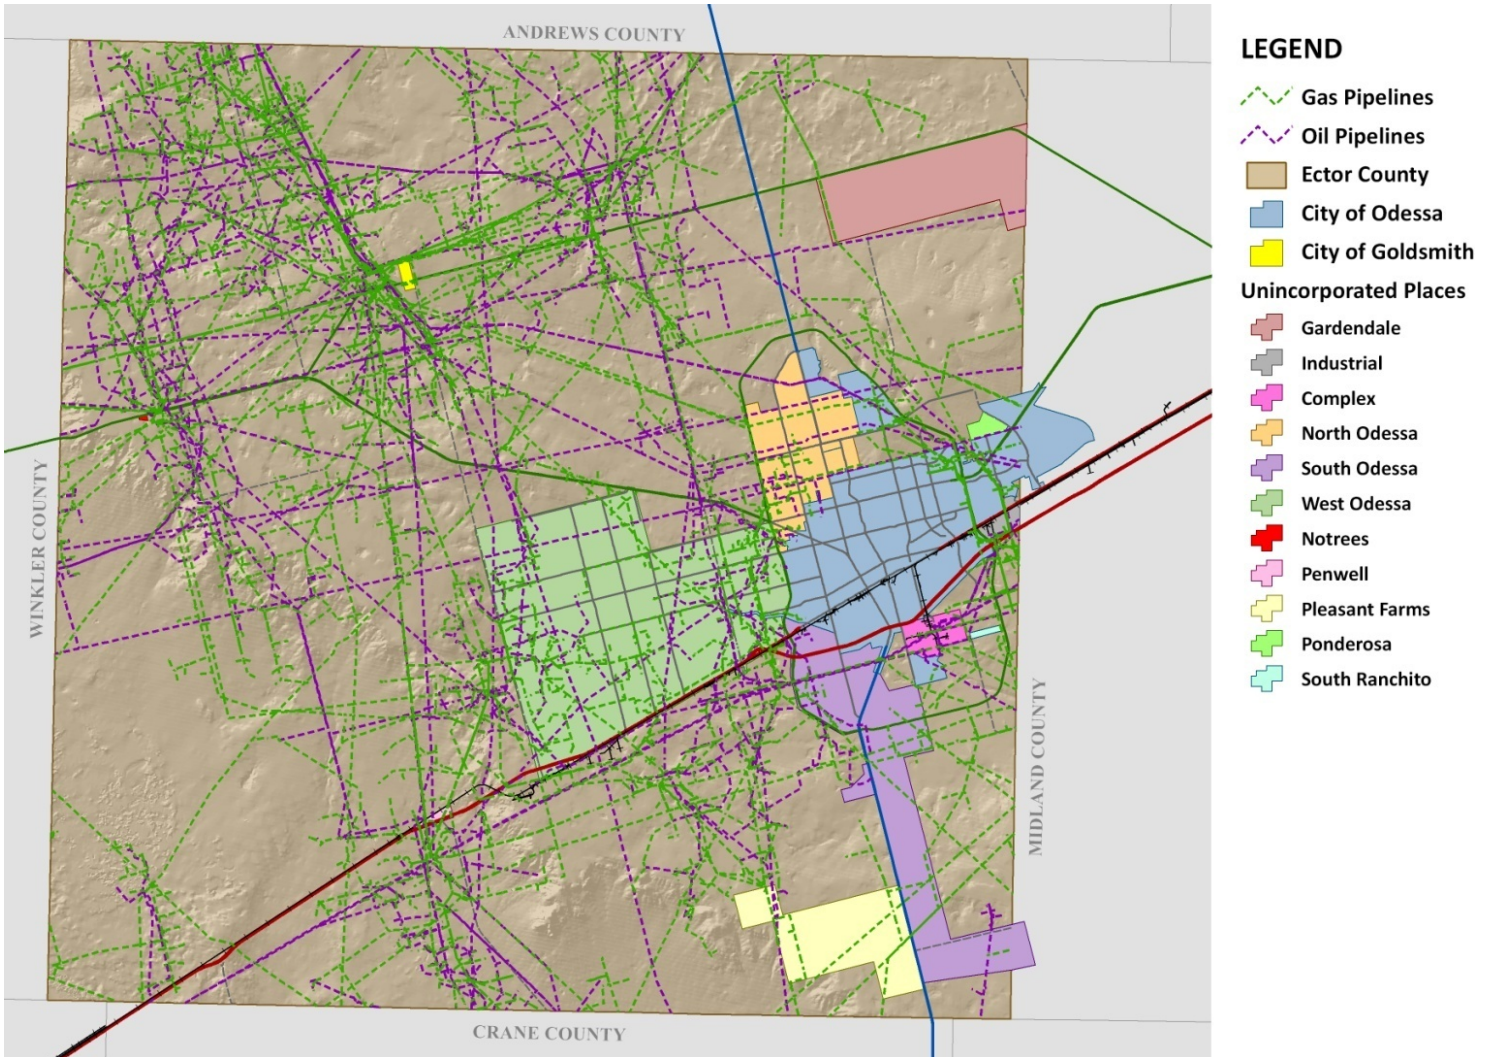 ANDREWS COUNTY
WINKLER COUNTY
MIDLAND COUNTY
CRANE COUNTY
LEGEND
Gas Pipelines
Oil Pipelines
Ector County
City of Odessa
City of Goldsmith
Unincorporated Places
Gardendale
Industrial
Complex
North Odessa
South Odessa
West Odessa
Notrees
Penwell
Pleasant Farms
Ponderosa
South Ranchito